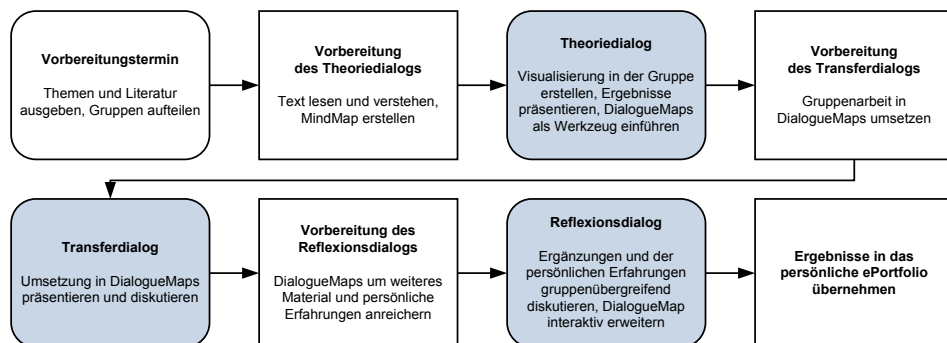 Vorbereitungstermin
Themen und Literatur
ausgeben, Gruppen aufteilen
Vorbereitung
des Theoriedialogs
Text lesen und verstehen,
MindMap erstellen
Theoriedialog
Visualisierung in der Gruppe
erstellen, Ergebnisse
präsentieren, DialogueMaps
als Werkzeug einführen
Vorbereitung
des Transferdialogs
Gruppenarbeit in
DialogueMaps umsetzen
Transferdialog
Umsetzung in DialogueMaps
präsentieren und diskutieren
Vorbereitung des
Reflexionsdialogs
DialogueMaps um weiteres
Material und persönliche
Erfahrungen anreichern
Reflexionsdialog
Ergänzungen und der
persönlichen Erfahrungen
gruppenübergreifend
diskutieren, DialogueMap
interaktiv erweitern
Ergebnisse in das
persönliche ePortfolio
übernehmen